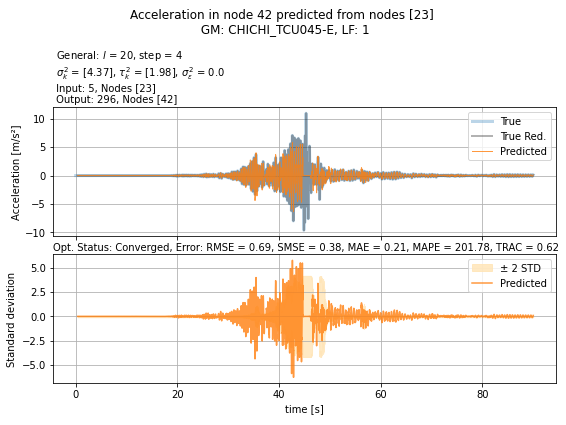 Acceleration in node 42 predicted from nodes [23]
GM: CHICHI_TCU045-E, LF: 1
General: l = 20, step = 4
σ²ₖ = [4.37], τ²ₖ = [1.98], σ²ε = 0.0
Input: 5, Nodes [23]
Output: 296, Nodes [42]
Acceleration [m/s²]
10
5
0
−5
−10
True
True Red.
Predicted
Opt. Status: Converged, Error: RMSE = 0.69, SMSE = 0.38, MAE = 0.21, MAPE = 201.78, TRAC = 0.62
Standard deviation
5.0
2.5
0.0
−2.5
−5.0
± 2 STD
Predicted
0 20 40 60 80
time [s]